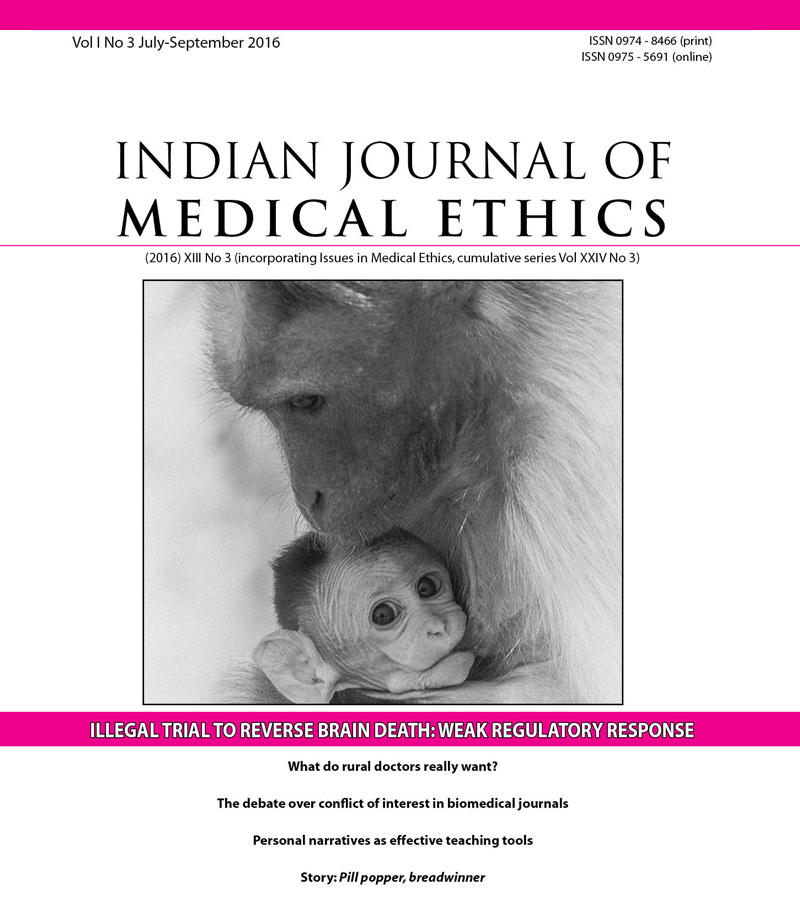 Vol I No 3 July-September 2016
ISSN 0974 - 8466 (print)
ISSN 0975 - 5691 (online)
INDIAN JOURNAL OF
MEDICAL ETHICS
(2016) XIII No 3 (incorporating Issues in Medical Ethics, cumulative series Vol XXIV No 3)
ILLEGAL TRIAL TO REVERSE BRAIN DEATH: WEAK REGULATORY RESPONSE
What do rural doctors really want?
The debate over conflict of interest in biomedical journals
Personal narratives as effective teaching tools
Story: Pill popper, breadwinner